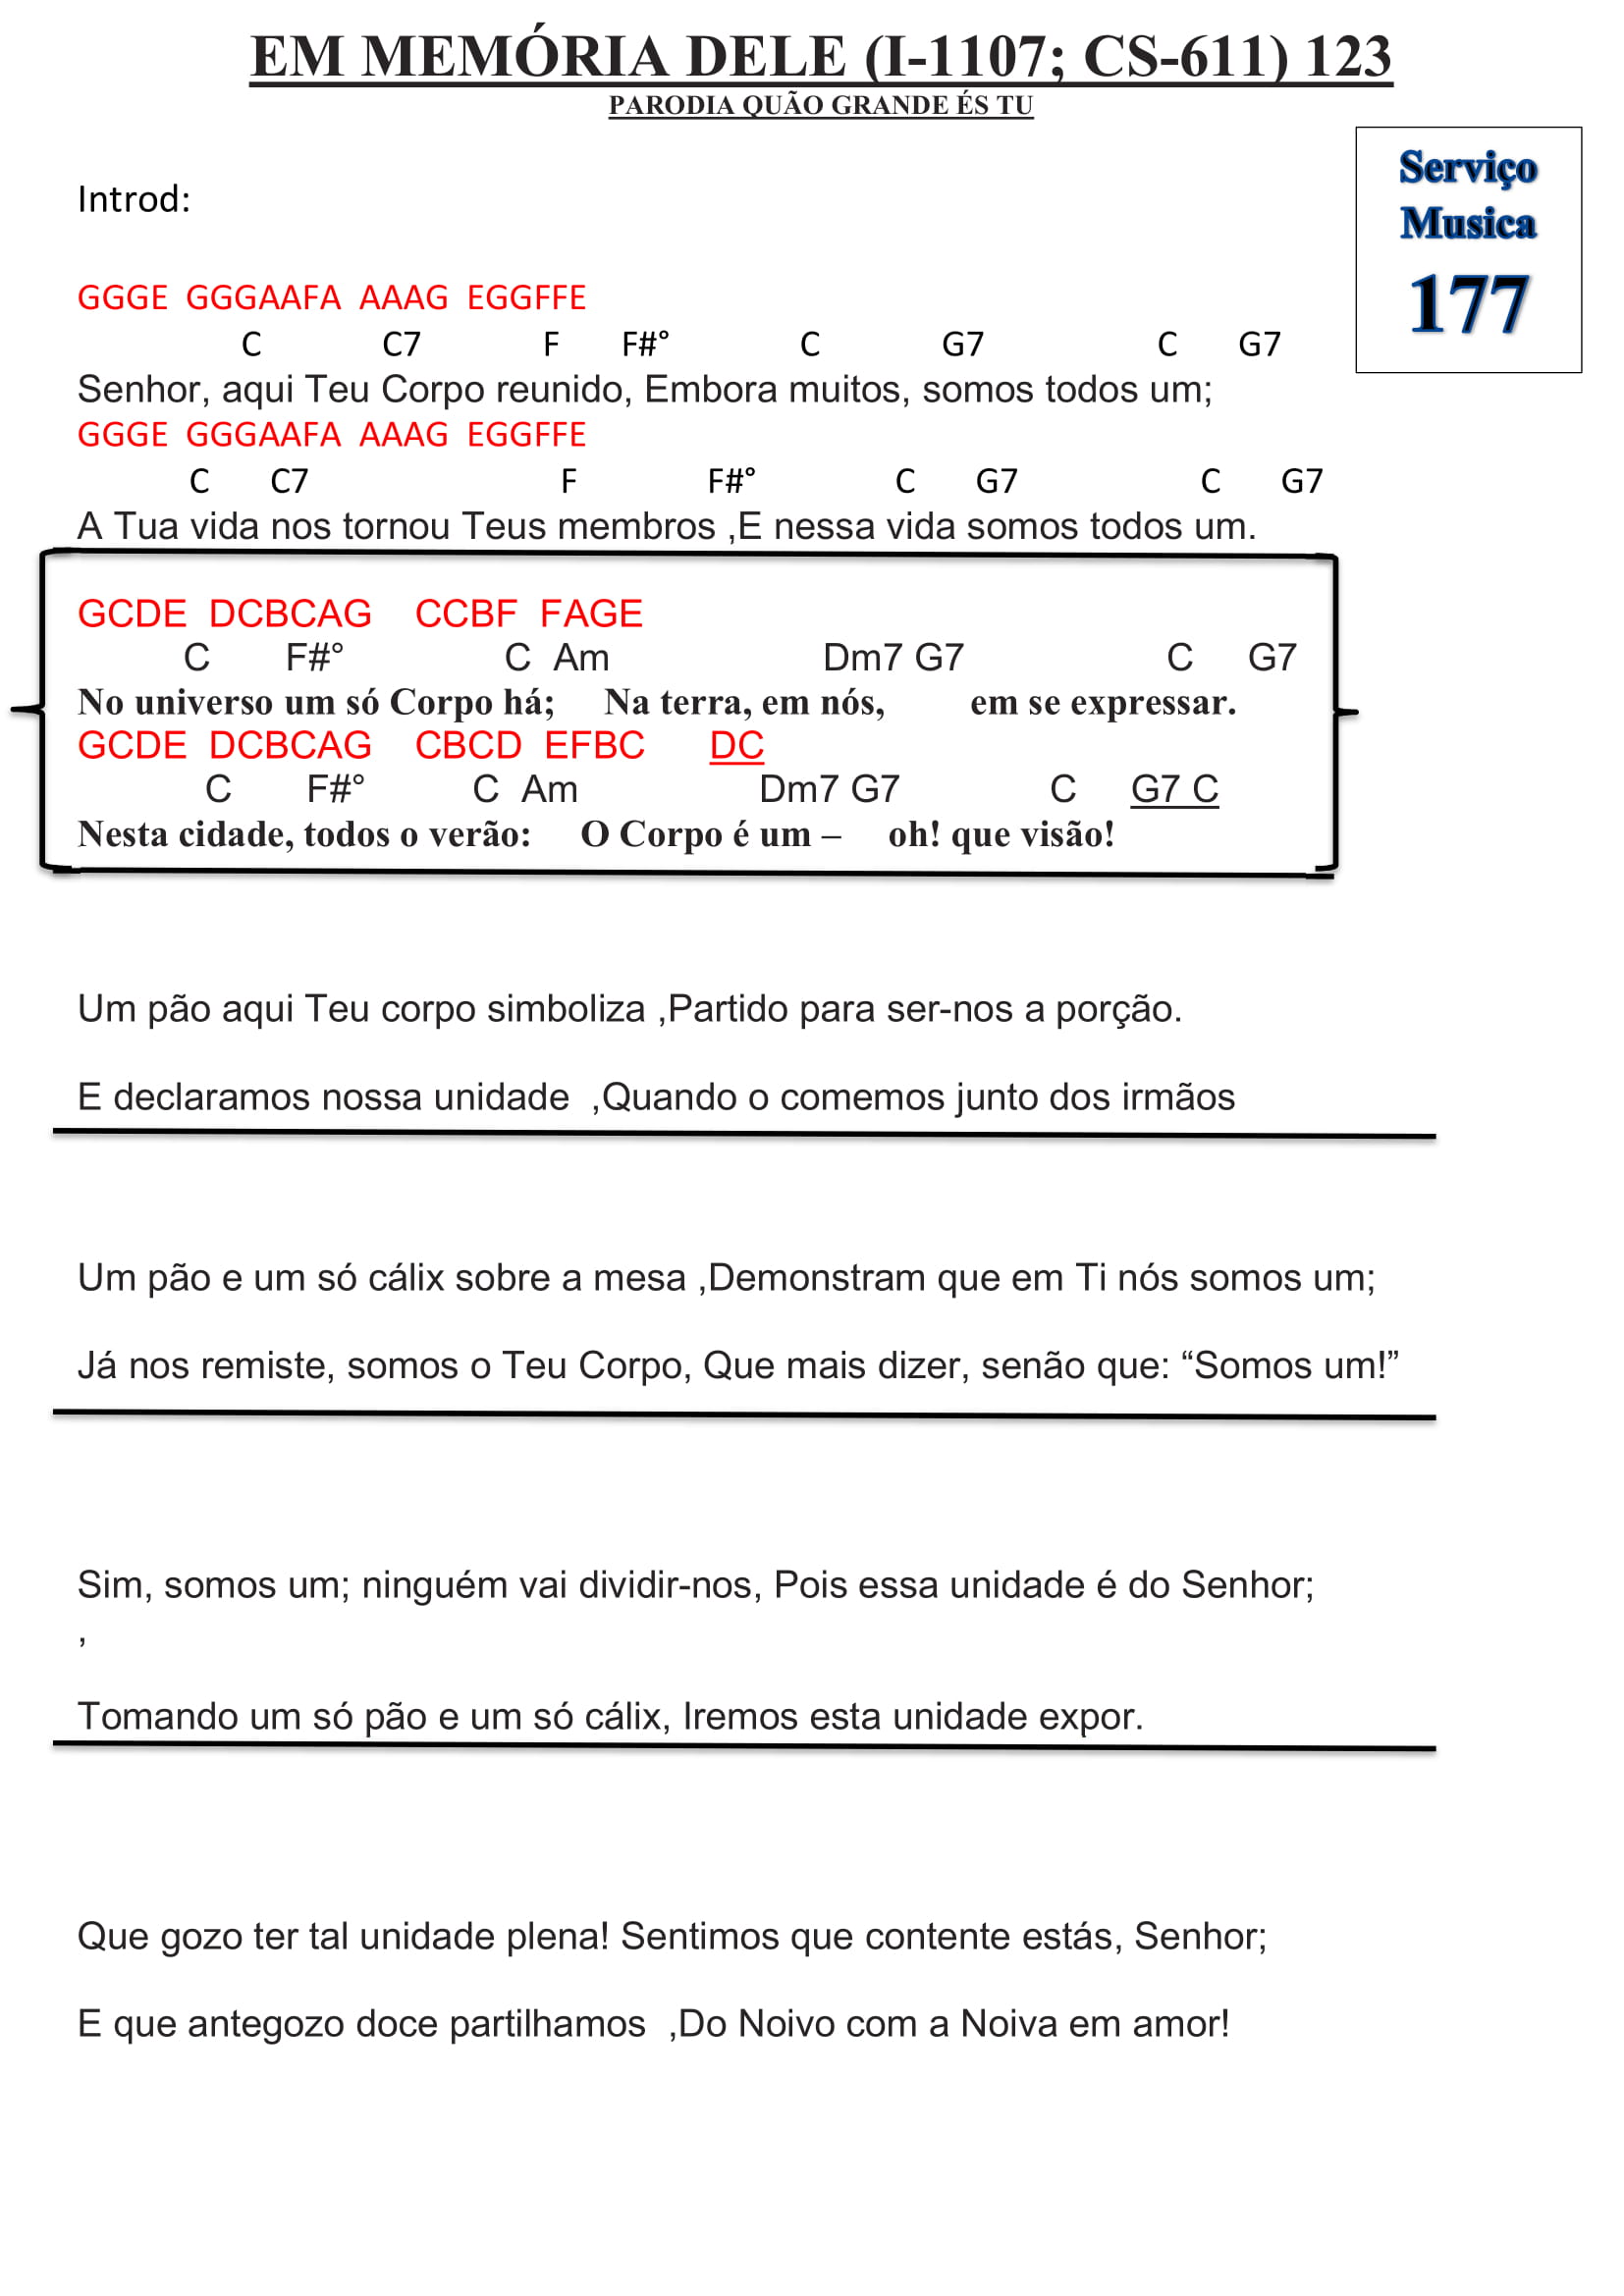 EM MEMÓRIA DELE (I-1107; CS-611) 123
PARODIA QUÃO GRANDE ÉS TU
Serviço
Musica
177
Introd:
GGGE GGGAAFA AAAG EGGFFE
C C7 F F#° C G7 C G7
Senhor, aqui Teu Corpo reunido, Embora muitos, somos todos um;
GGGE GGGAAFA AAAG EGGFFE
C C7 F F#° C G7 C G7
A Tua vida nos tornou Teus membros ,E nessa vida somos todos um.
GCDE DCBCAG CCBF FAGE
C F#° C Am Dm7 G7 C G7
No universo um só Corpo há; Na terra, em nós, em se expressar.
GCDE DCBCAG CBCD EFBC DC
C F#° C Am Dm7 G7 C G7 C
Nesta cidade, todos o verão: O Corpo é um – oh! que visão!
Um pão aqui Teu corpo simboliza ,Partido para ser-nos a porção.
E declaramos nossa unidade ,Quando o comemos junto dos irmãos
Um pão e um só cálix sobre a mesa ,Demonstram que em Ti nós somos um;
Já nos remiste, somos o Teu Corpo, Que mais dizer, senão que: “Somos um!”
Sim, somos um; ninguém vai dividir-nos, Pois essa unidade é do Senhor;
,
Tomando um só pão e um só cálix, Iremos esta unidade expor.
Que gozo ter tal unidade plena! Sentimos que contente estás, Senhor;
E que antegozo doce partilhamos ,Do Noivo com a Noiva em amor!